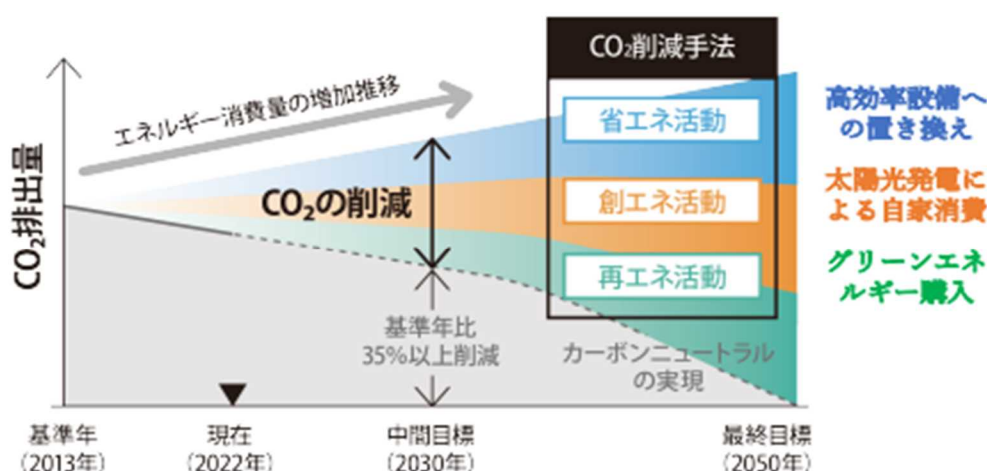 CO₂削減手法
エネルギー消費量の増加推移
CO₂排出量
省エネ活動
高効率設備へ
の置き換え
CO₂の削減
創エネ活動
太陽光発電に
よる自家消費
再エネ活動
グリーンエネ
ルギー購入
基準年比
35%以上削減
カーボンニュートラル
の実現
基準年
(2013年)
現在
(2022年)
中間目標
(2030年)
最終目標
(2050年)